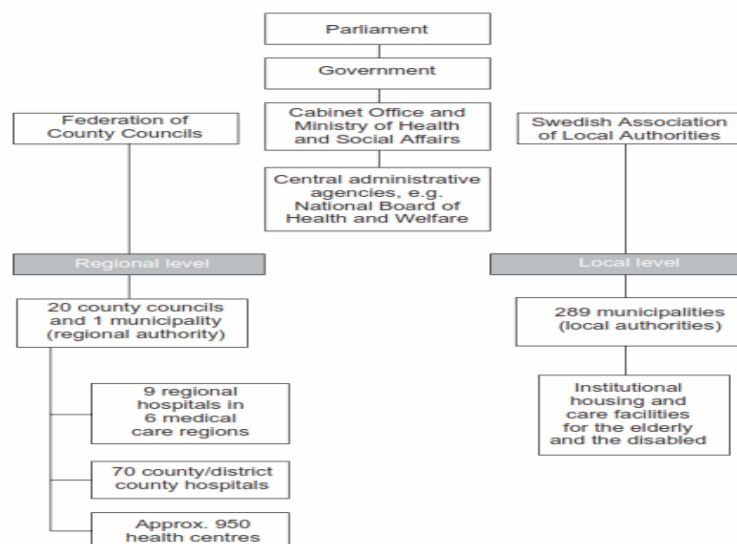 Parliament
Government
Federation of
County Councils
Cabinet Office and
Ministry of Health
and Social Affairs
Swedish Association
of Local Authorities
Central administrative
agencies, e.g.
National Board of
Health and Welfare
Regional level
Local level
20 county councils
and 1 municipality
(regional authority)
289 municipalities
(local authorities)
9 regional
hospitals in
6 medical
care regions
Institutional
housing and
care facilities
for the elderly
and the disabled
70 county/district
county hospitals
Approx. 950
health centres